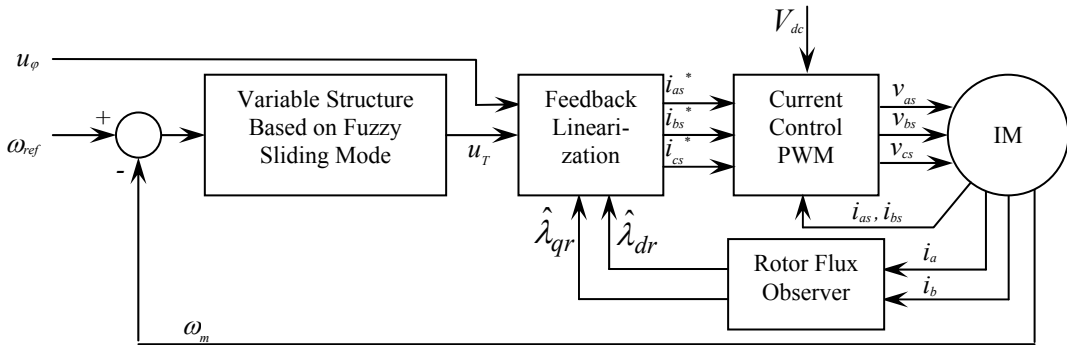 V_dc
u_φ
Variable Structure
Based on Fuzzy
Sliding Mode
Feedback
Lineari-
zation
i_as*
i_bs*
i_cs*
Current
Control
PWM
v_as
v_bs
v_cs
IM
+
ω_ref
-
u_T
i_as, i_bs
λ̂_qr
λ̂_dr
Rotor Flux
Observer
i_a
i_b
ω_m